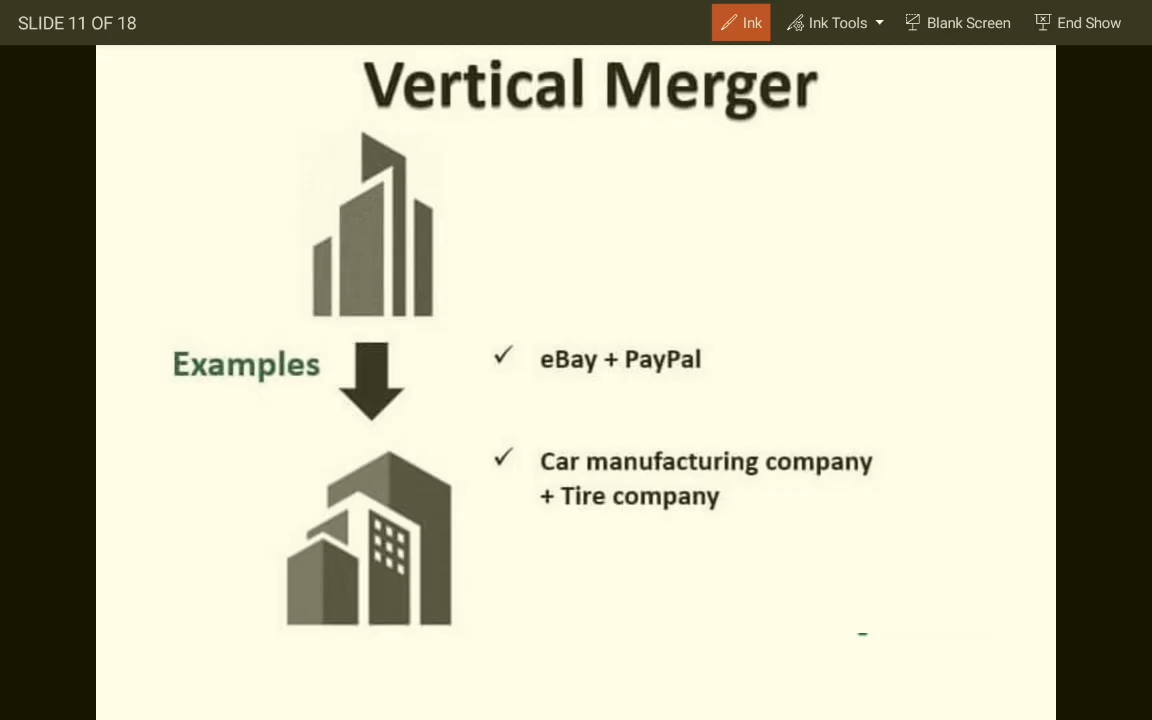 SLIDE 11 OF 18
Ink
Ink Tools
Blank Screen
End Show
Vertical Merger
Examples
✓ eBay + PayPal
✓ Car manufacturing company
+ Tire company